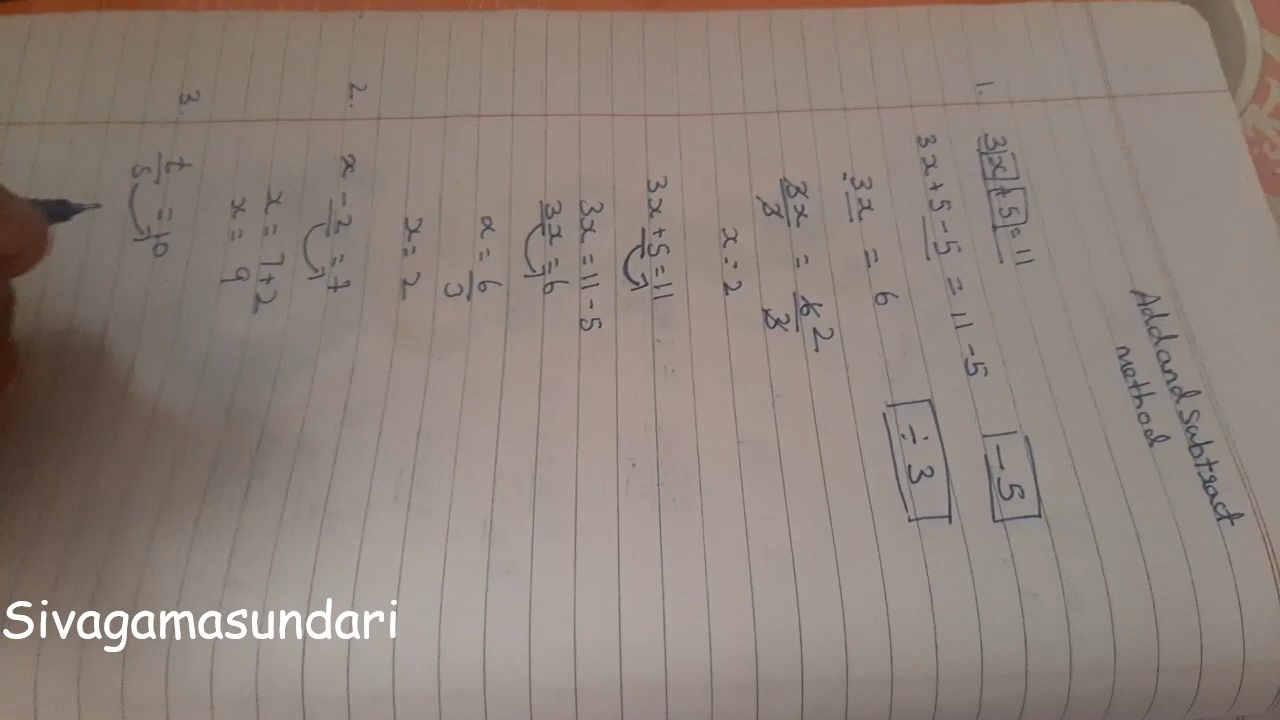 Add and Subtract
method
1. 3x+5=11 -5
3x+5-5 = 11-5
3x = 6 ÷3
3x/3 = 6/3 2
x=2
3x+5=11
3x=11-5
3x=6
x=6/3
x=2
2. x-2=7
x=7+2
x=9
3. t/5=10
Sivagamasundari